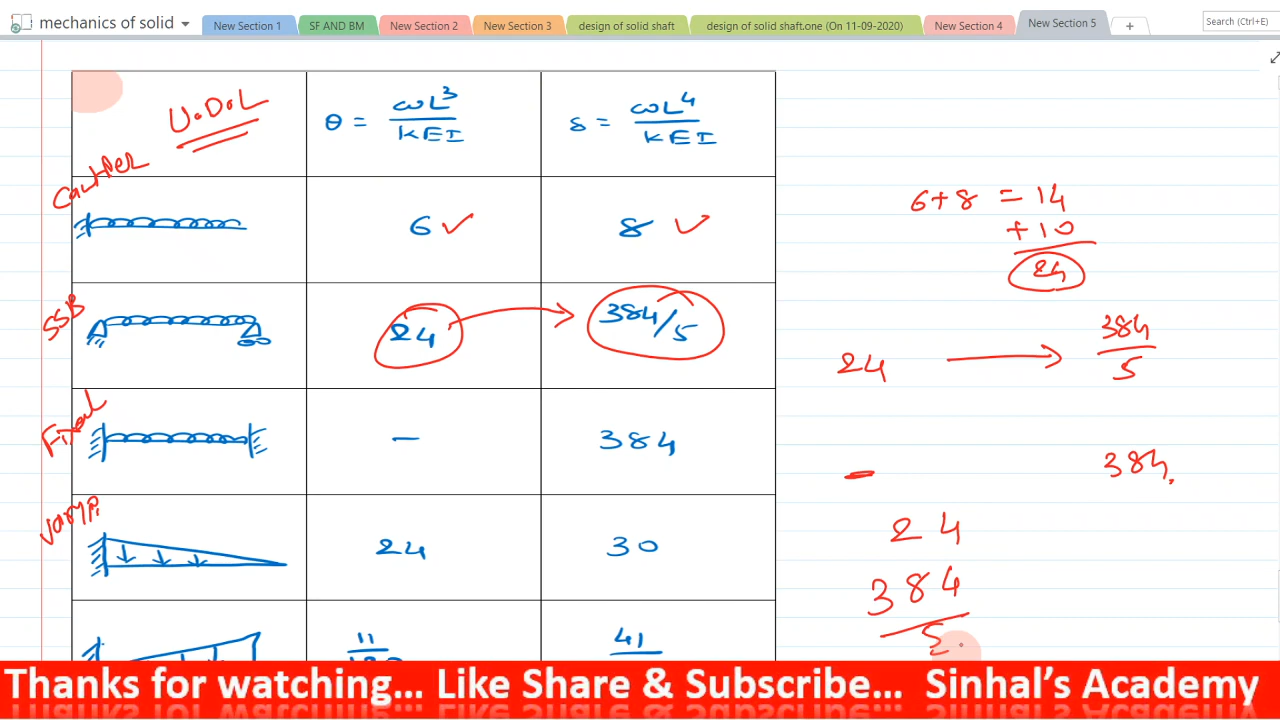 mechanics of solid
New Section 1
SF AND BM
New Section 2
New Section 3
design of solid shaft
design of solid shaft.one (On 11-09-2020)
New Section 4
New Section 5
+
Search (Ctrl+E)
U.D.L
θ = ωL³/KEI
δ = ωL⁴/KEI
6 ✓
8 ✓
SSB
24
384/5
Fixed
-
384
24
30
11
41
6+8 = 14
+10
24
24 → 384/5
- 384
24
384
5
Thanks for watching... Like Share & Subscribe... Sinhal's Academy